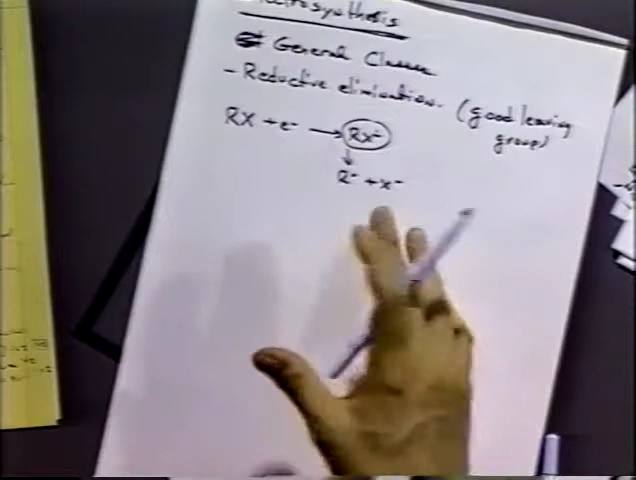 Electrosynthesis
General Classes
- Reductive elimination. (good leaving group)
RX + e⁻ → RX⁻
↓
R⁻ + X⁻